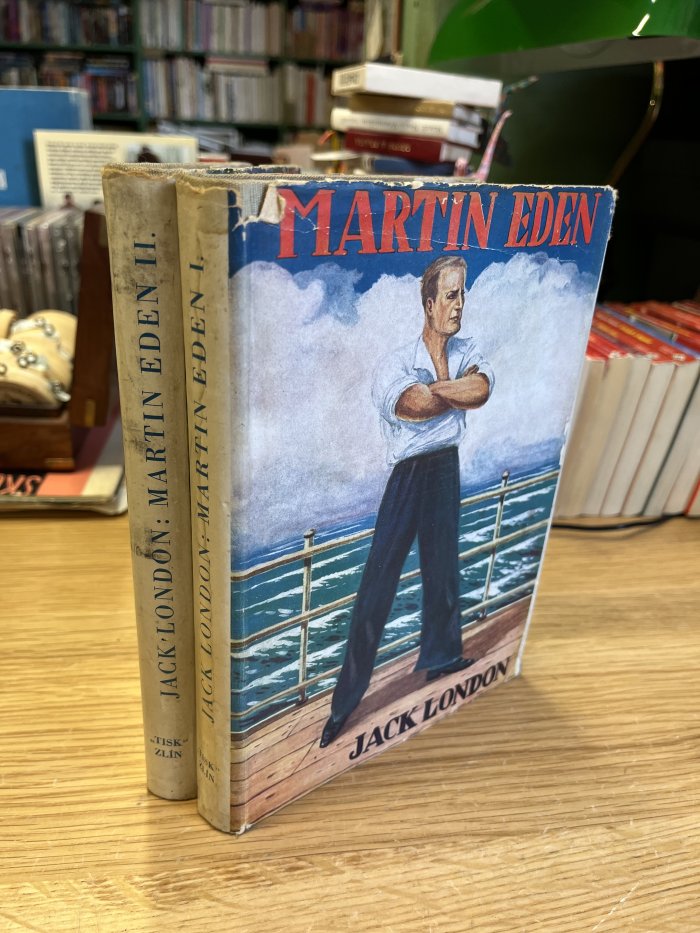 MARTIN EDEN
JACK LONDON
JACK LONDON: MARTIN EDEN I.
„TISK“
ZLÍN
JACK LONDON: MARTIN EDEN II.
„TISK“
ZLÍN